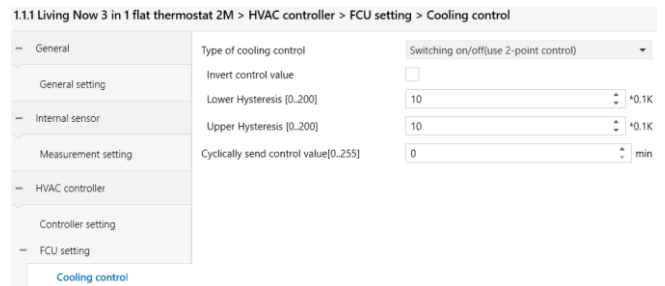 1.1.1 Living Now 3 in 1 flat thermostat 2M > HVAC controller > FCU setting > Cooling control
General
General setting
Internal sensor
Measurement setting
HVAC controller
Controller setting
FCU setting
Cooling control
Type of cooling control Switching on/off(use 2-point control)
Invert control value
Lower Hysteresis [0..200] 10 *0.1K
Upper Hysteresis [0..200] 10 *0.1K
Cyclically send control value[0..255] 0 min